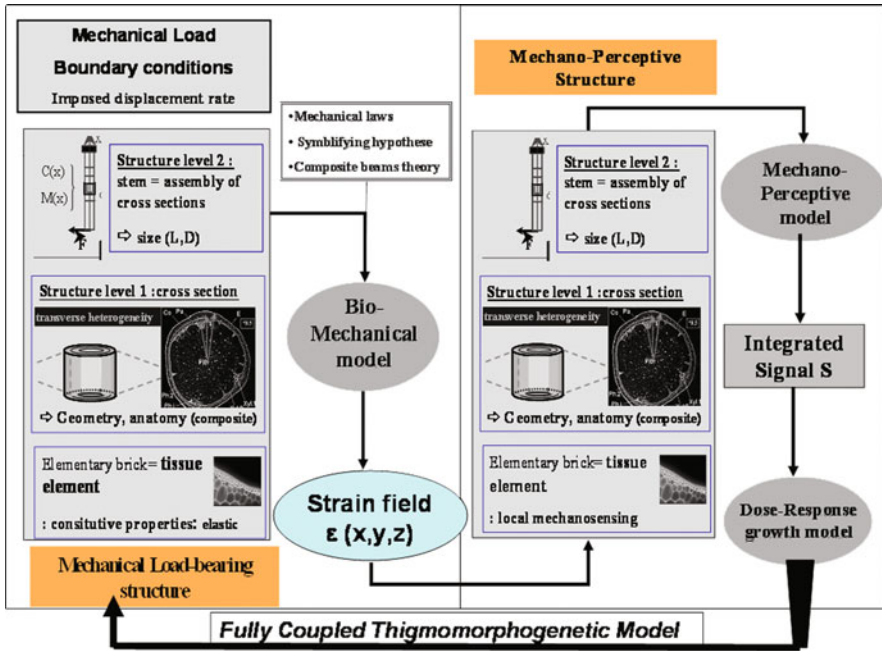 Mechanical Load
Boundary conditions
Imposed displacement rate
•Mechanical laws
• Symblifying hypothese
•Composite beams theory
C(x)
M(x)
F
Structure level 2 :
stem = assembly of
cross sections
⇨ size (L,D)
Structure level 1 :cross section
transverse heterogeneity
Co Pa
E
⇨ Geometry, anatomy (composite)
Elementary brick= tissue
element
: consitutive properties: elastic
Mechanical Load-bearing
structure
Bio-
Mechanical
model
Strain field
ε (x,y,z)
Mechano-Perceptive
Structure
F
Structure level 2 :
stem = assembly of
cross sections
⇨ size (L,D)
Structure level 1 :cross section
transverse heterogeneity
Co Pa
E
⇨ Geometry, anatomy (composite)
Elementary brick= tissue
element
: local mechanosensing
Mechano-
Perceptive
model
Integrated
Signal S
Dose-Response
growth model
Fully Coupled Thigmomorphogenetic Model